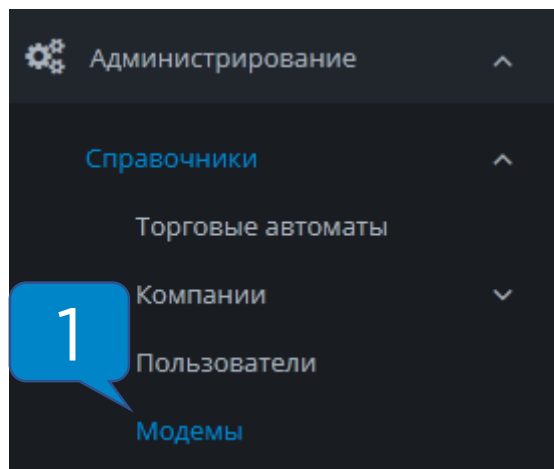 Администрирование
Справочники
Торговые автоматы
Компании
1
Пользователи
Модемы